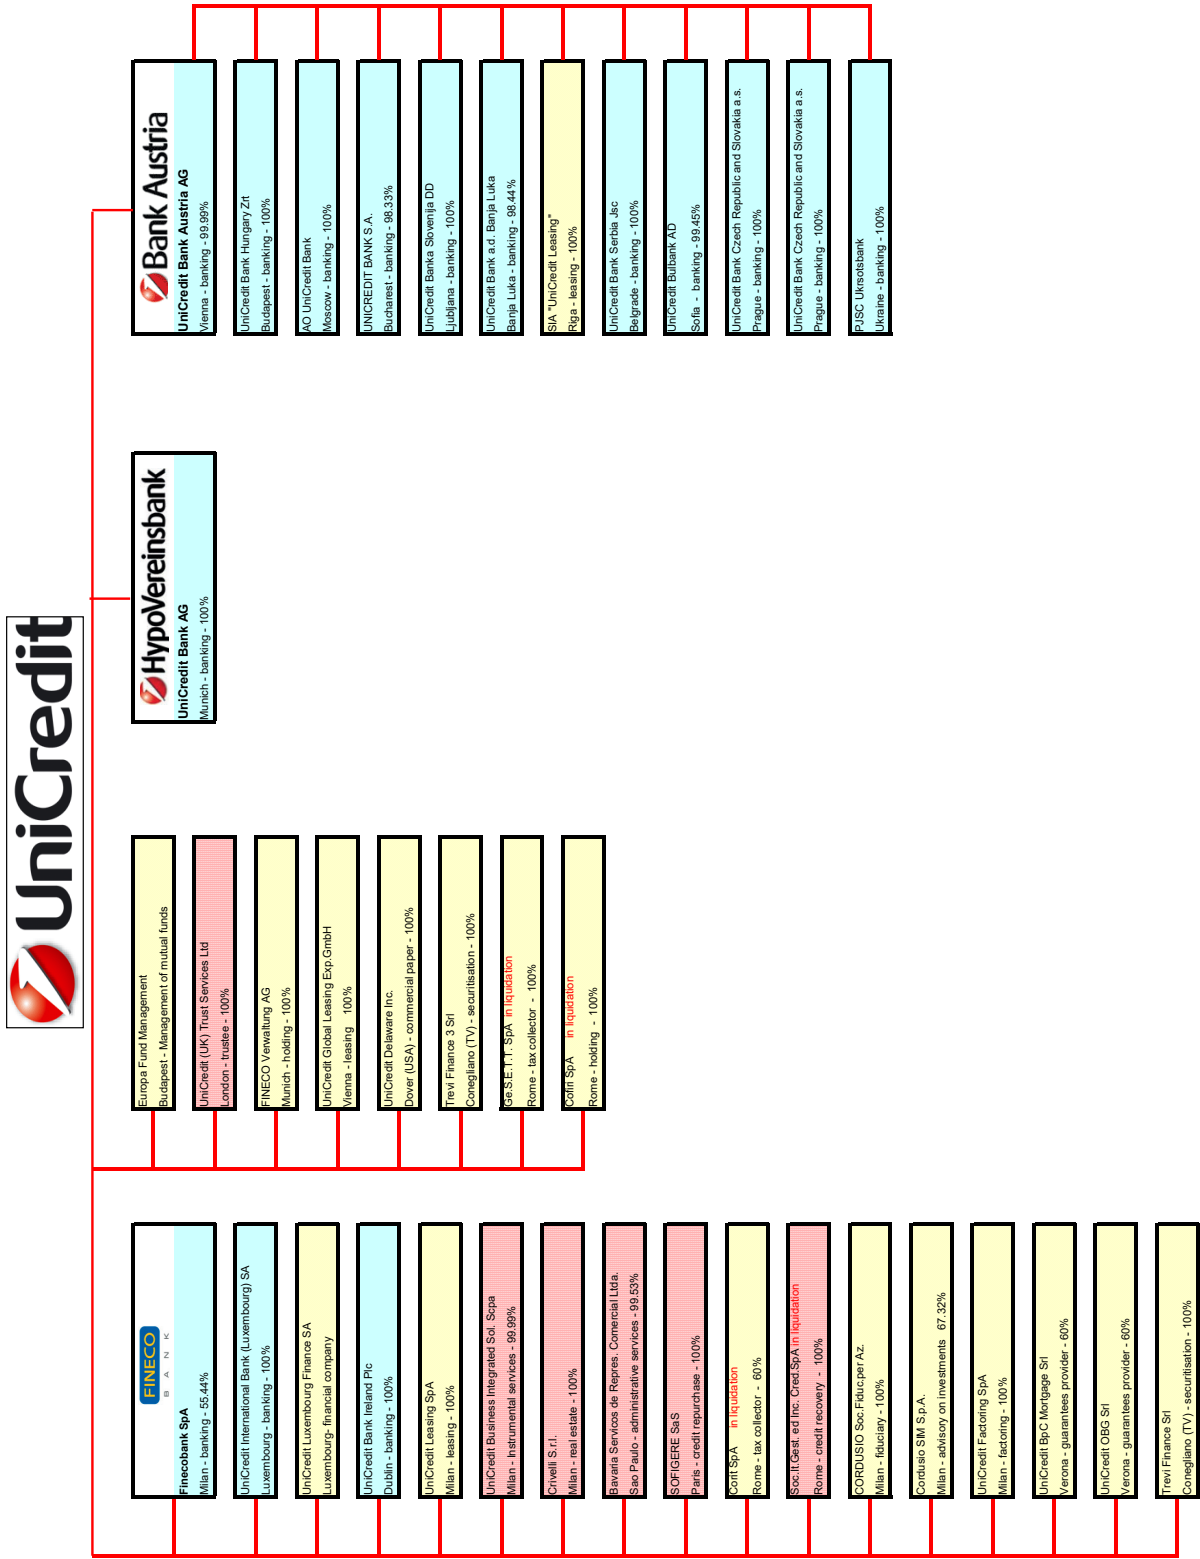 UniCredit
FINECO
BANK
Finecobank SpA
Milan - banking - 55.44%
UniCredit International Bank (Luxembourg) SA
Luxembourg - banking - 100%
UniCredit Luxembourg Finance SA
Luxembourg- financial company
UniCredit Bank Ireland Plc
Dublin - banking - 100%
UniCredit Leasing SpA
Milan - leasing - 100%
UniCredit Business Integrated Sol. Scpa
Milan - Instrumental services - 99.99%
Crivelli S.r.l.
Milan - real estate - 100%
Bavaria Servicos de Repres. Comercial Ltda.
Sao Paulo - administrative services - 99.53%
SOFIGERE SaS
Paris - credit repurchase - 100%
Corit SpA in liquidation
Rome - tax collector - 60%
Soc.It.Gest. ed Inc. Cred.SpA in liquidation
Rome - credit recovery - 100%
CORDUSIO Soc.Fiduc.per Az.
Milan - fiduciary - 100%
Cordusio SIM S.p.A.
Milan - advisory on investments 67.32%
UniCredit Factoring SpA
Milan - factoring - 100%
UniCredit BpC Mortgage Srl
Verona - guarantees provider - 60%
UniCredit OBG Srl
Verona - guarantees provider - 60%
Trevi Finance Srl
Conegliano (TV) - securitisation - 100%
Europa Fund Management
Budapest - Management of mutual funds
UniCredit (UK) Trust Services Ltd
London - trustee - 100%
FINECO Verwaltung AG
Munich - holding - 100%
UniCredit Global Leasing Exp.GmbH
Vienna - leasing 100%
UniCredit Delaware Inc.
Dover (USA) - commercial paper - 100%
Trevi Finance 3 Srl
Conegliano (TV) - securitisation - 100%
Ge.S.E.T.T. SpA in liquidation
Rome - tax collector - 100%
Cofiri SpA in liquidation
Rome - holding - 100%
HypoVereinsbank
UniCredit Bank AG
Munich - banking - 100%
Bank Austria
UniCredit Bank Austria AG
Vienna - banking - 99.99%
UniCredit Bank Hungary Zrt
Budapest - banking - 100%
AO UniCredit Bank
Moscow - banking - 100%
UNICREDIT BANK S.A.
Bucharest - banking - 98.33%
UniCredit Banka Slovenija DD
Ljubljana - banking - 100%
UniCredit Bank a.d. Banja Luka
Banja Luka - banking - 98.44%
SIA "UniCredit Leasing"
Riga - leasing - 100%
UniCredit Bank Serbia Jsc
Belgrade - banking - 100%
UniCredit Bulbank AD
Sofia - banking - 99.45%
UniCredit Bank Czech Republic and Slovakia a.s.
Prague - banking - 100%
UniCredit Bank Czech Republic and Slovakia a.s.
Prague - banking - 100%
PJSC Ukrsotsbank
Ukraine - banking - 100%